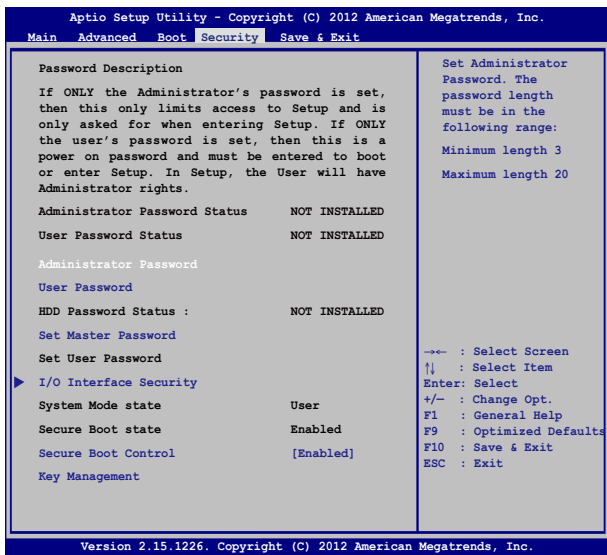 Aptio Setup Utility - Copyright (C) 2012 American Megatrends, Inc.
Main Advanced Boot Security Save & Exit
Password Description
If ONLY the Administrator's password is set,
then this only limits access to Setup and is
only asked for when entering Setup. If ONLY
the user's password is set, then this is a
power on password and must be entered to boot
or enter Setup. In Setup, the User will have
Administrator rights.
Administrator Password Status NOT INSTALLED
User Password Status NOT INSTALLED
Administrator Password
User Password
HDD Password Status : NOT INSTALLED
Set Master Password
Set User Password
I/O Interface Security
System Mode state User
Secure Boot state Enabled
Secure Boot Control [Enabled]
Key Management
Set Administrator
Password. The
password length
must be in the
following range:
Minimum length 3
Maximum length 20
→← : Select Screen
↑↓ : Select Item
Enter: Select
+/— : Change Opt.
F1 : General Help
F9 : Optimized Defaults
F10 : Save & Exit
ESC : Exit
Version 2.15.1226. Copyright (C) 2012 American Megatrends, Inc.